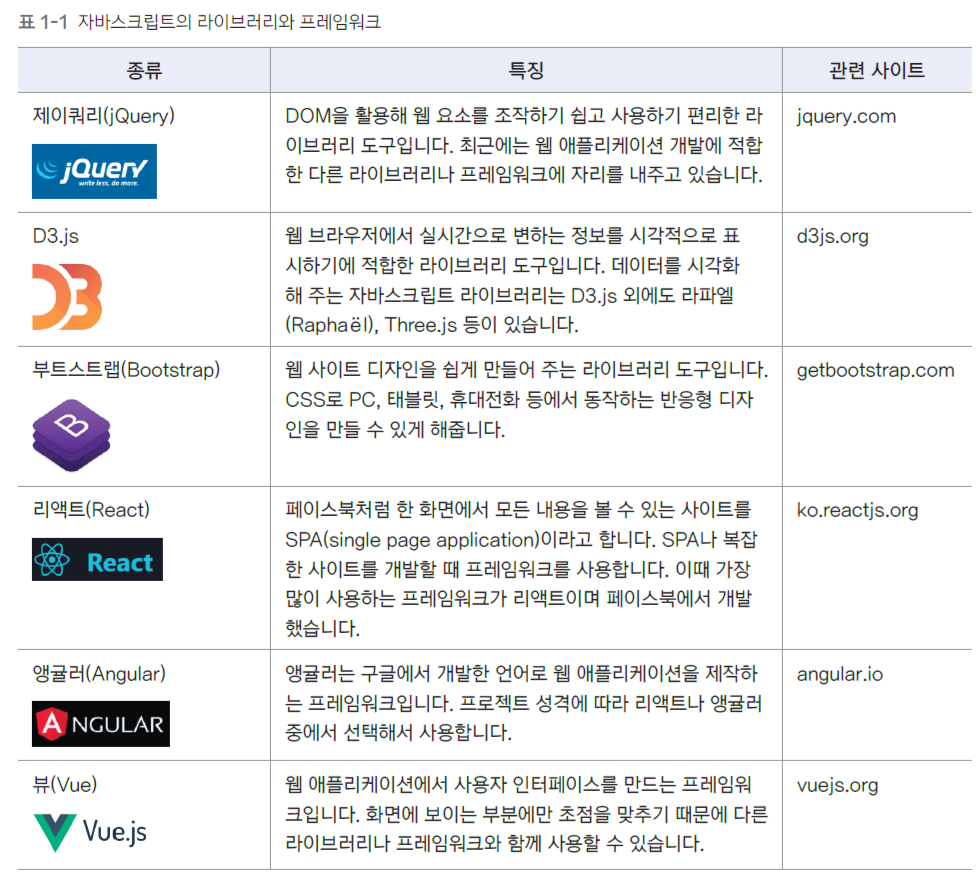 표 1-1 자바스크립트의 라이브러리와 프레임워크
종류 특징 관련 사이트
제이쿼리(jQuery)
jQuery
write less, do more.
DOM을 활용해 웹 요소를 조작하기 쉽고 사용하기 편리한 라
이브러리 도구입니다. 최근에는 웹 애플리케이션 개발에 적합
한 다른 라이브러리나 프레임워크에 자리를 내주고 있습니다.
jquery.com
D3.js
D3
웹 브라우저에서 실시간으로 변하는 정보를 시각적으로 표
시하기에 적합한 라이브러리 도구입니다. 데이터를 시각화
해 주는 자바스크립트 라이브러리는 D3.js 외에도 라파엘
(Raphaël), Three.js 등이 있습니다.
d3js.org
부트스트랩(Bootstrap)
B
웹 사이트 디자인을 쉽게 만들어 주는 라이브러리 도구입니다.
CSS로 PC, 태블릿, 휴대전화 등에서 동작하는 반응형 디자
인을 만들 수 있게 해줍니다.
getbootstrap.com
리액트(React)
React
페이스북처럼 한 화면에서 모든 내용을 볼 수 있는 사이트를
SPA(single page application)이라고 합니다. SPA나 복잡
한 사이트를 개발할 때 프레임워크를 사용합니다. 이때 가장
많이 사용하는 프레임워크가 리액트이며 페이스북에서 개발
했습니다.
ko.reactjs.org
앵귤러(Angular)
ANGULAR
앵귤러는 구글에서 개발한 언어로 웹 애플리케이션을 제작하
는 프레임워크입니다. 프로젝트 성격에 따라 리액트나 앵귤러
중에서 선택해서 사용합니다.
angular.io
뷰(Vue)
Vue.js
웹 애플리케이션에서 사용자 인터페이스를 만드는 프레임워
크입니다. 화면에 보이는 부분에만 초점을 맞추기 때문에 다른
라이브러리나 프레임워크와 함께 사용할 수 있습니다.
vuejs.org